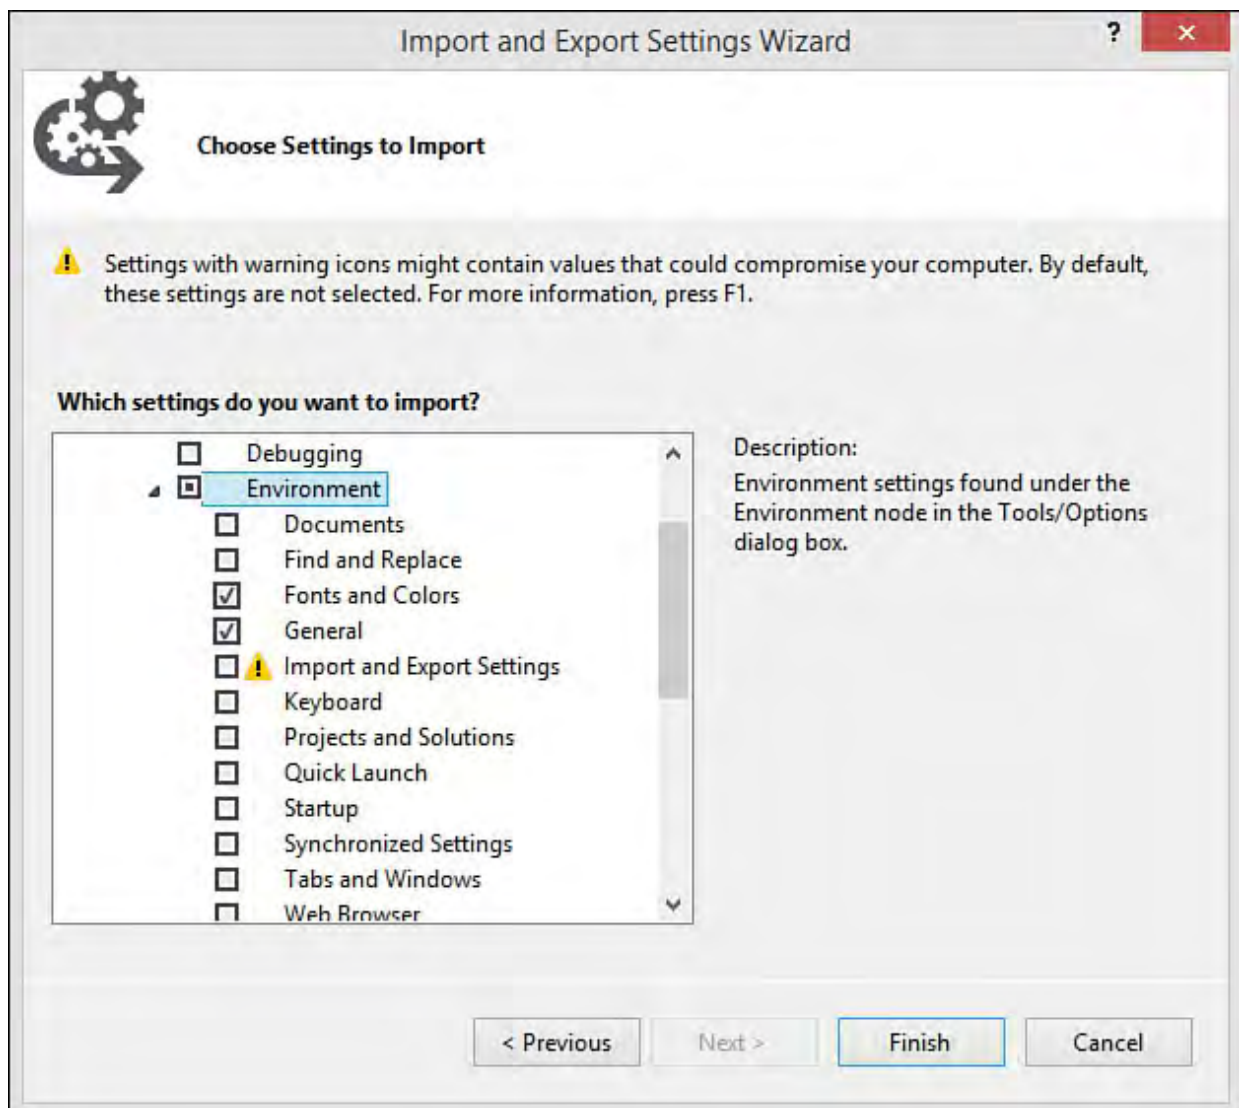 Import and Export Settings Wizard
?
Choose Settings to Import
Settings with warning icons might contain values that could compromise your computer. By default,
these settings are not selected. For more information, press F1.
Which settings do you want to import?
Debugging
Environment
Documents
Find and Replace
Fonts and Colors
General
Import and Export Settings
Keyboard
Projects and Solutions
Quick Launch
Startup
Synchronized Settings
Tabs and Windows
Web Browser
Description:
Environment settings found under the
Environment node in the Tools/Options
dialog box.
< Previous
Next >
Finish
Cancel